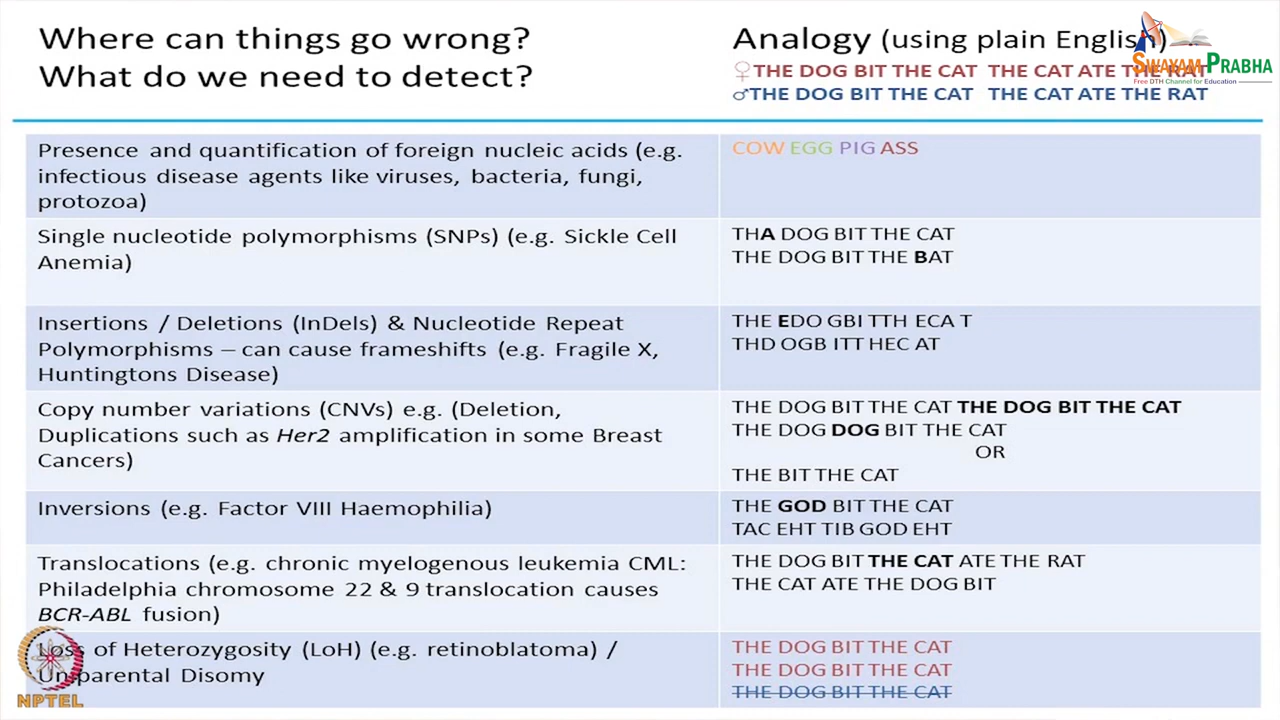 Where can things go wrong?
What do we need to detect?
Analogy (using plain English)
♀THE DOG BIT THE CAT THE CAT ATE THE RAT
♂THE DOG BIT THE CAT THE CAT ATE THE RAT
SWAYAM PRABHA
Free DTH Channel for Education
Presence and quantification of foreign nucleic acids (e.g.
infectious disease agents like viruses, bacteria, fungi,
protozoa)
COW EGG PIG ASS
Single nucleotide polymorphisms (SNPs) (e.g. Sickle Cell
Anemia)
THA DOG BIT THE CAT
THE DOG BIT THE BAT
Insertions / Deletions (InDels) & Nucleotide Repeat
Polymorphisms – can cause frameshifts (e.g. Fragile X,
Huntingtons Disease)
THE EDO GBI TTH ECA T
THD OGB ITT HEC AT
Copy number variations (CNVs) e.g. (Deletion,
Duplications such as Her2 amplification in some Breast
Cancers)
THE DOG BIT THE CAT THE DOG BIT THE CAT
THE DOG DOG BIT THE CAT
OR
THE BIT THE CAT
Inversions (e.g. Factor VIII Haemophilia)
THE GOD BIT THE CAT
TAC EHT TIB GOD EHT
Translocations (e.g. chronic myelogenous leukemia CML:
Philadelphia chromosome 22 & 9 translocation causes
BCR-ABL fusion)
THE DOG BIT THE CAT ATE THE RAT
THE CAT ATE THE DOG BIT
Loss of Heterozygosity (LoH) (e.g. retinoblatoma) /
Uniparental Disomy
THE DOG BIT THE CAT
THE DOG BIT THE CAT
THE DOG BIT THE CAT
NPTEL